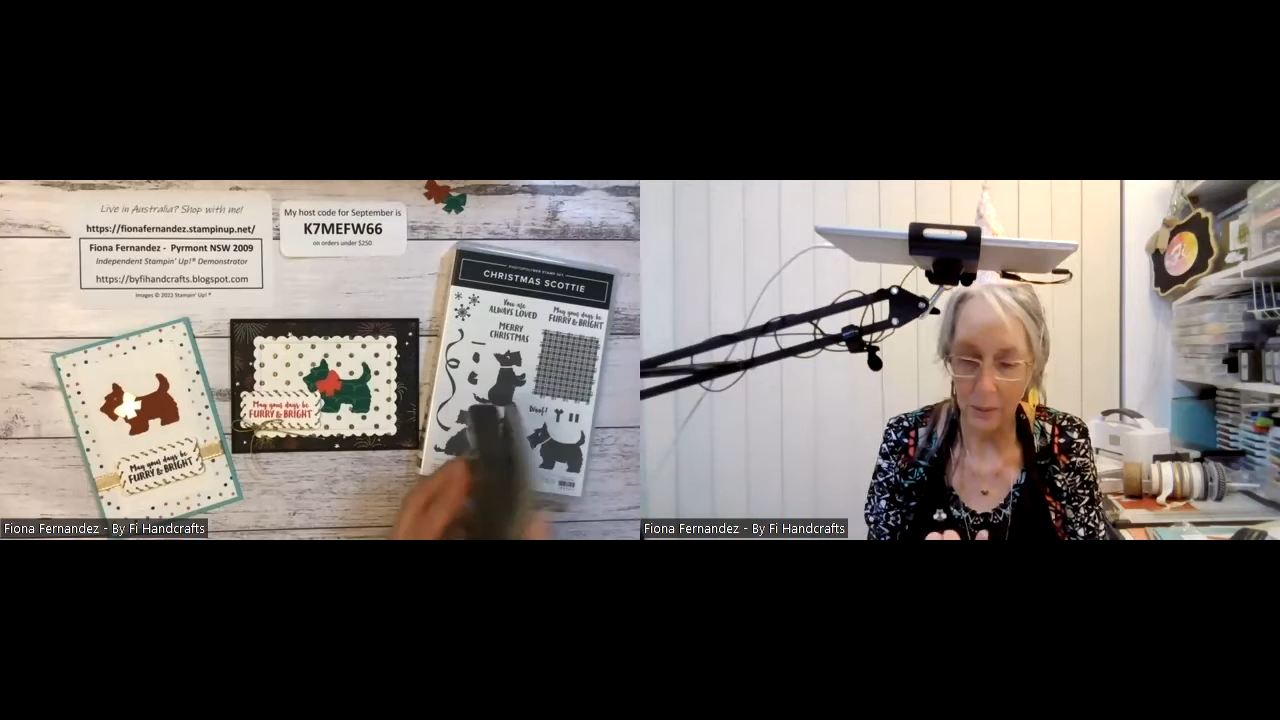 Live in Australia? Shop with me!
https://fionafernandez.stampinup.net/
Fiona Fernandez - Pyrmont NSW 2009
Independent Stampin' Up!® Demonstrator
https://byfihandcrafts.blogspot.com
Images © 2022 Stampin' Up!®
My host code for September is
K7MEFW66
on orders under $250
PHOTOPOLYMER STAMP SET
CHRISTMAS SCOTTIE
You are
ALWAYS LOVED
May your days be
FURRY & BRIGHT
MERRY
CHRISTMAS
Woof!
May your days be
FURRY & BRIGHT
May your days be
FURRY & BRIGHT
Fiona Fernandez - By Fi Handcrafts
Fiona Fernandez - By Fi Handcrafts